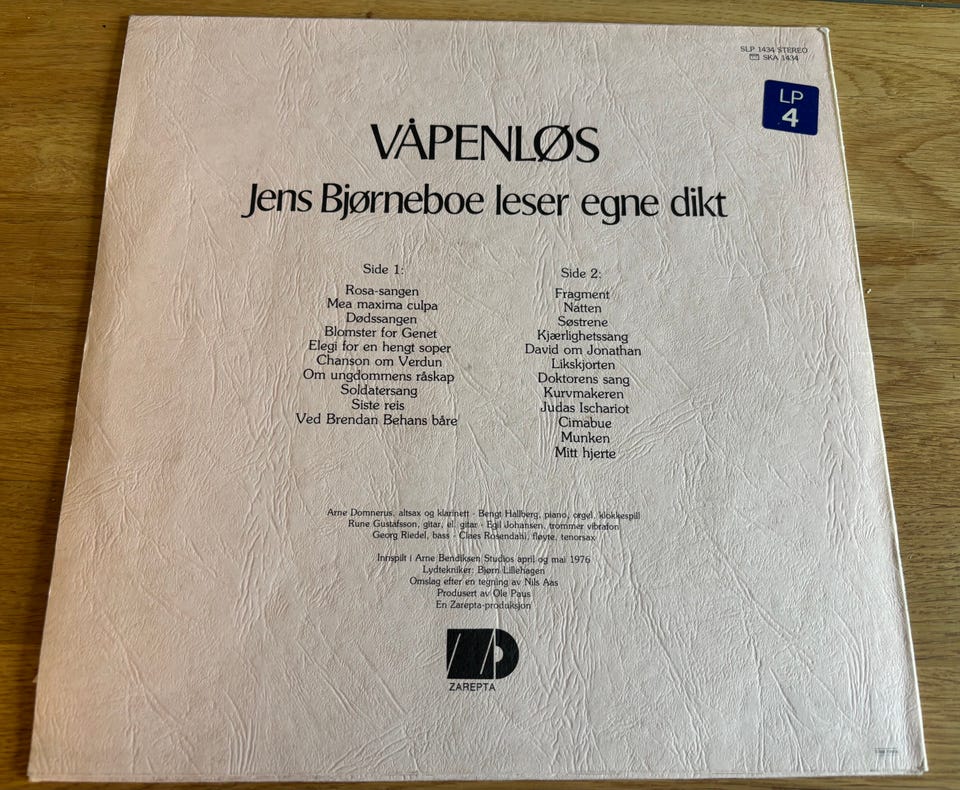 SLP 1434 STEREO
SKA 1434
LP
4
VÅPENLØS
Jens Bjørneboe leser egne dikt
Side 1:
Rosa-sangen
Mea maxima culpa
Dødssangen
Blomster for Genet
Elegi for en hengt soper
Chanson om Verdun
Om ungdommens råskap
Soldatersang
Siste reis
Ved Brendan Behans båre
Side 2:
Fragment
Natten
Søstrene
Kjærlighetssang
David om Jonathan
Likskjorten
Doktorens sang
Kurvmakeren
Judas Ischariot
Cimabue
Munken
Mitt hjerte
Arne Domnerus, altsax og klarinett - Bengt Hallberg, piano, orgel, klokkespill
Rune Gustafsson, gitar, el. gitar - Egil Johansen, trommer vibrafon
Georg Riedel, bass - Claes Rosendahl, fløyte, tenorsax
Innspilt i Arne Bendiksen Studios april og mai 1976
Lydtekniker: Bjørn Lillehagen
Omslag efter en tegning av Nils Aas
Produsert av Ole Paus
En Zarepta-produksjon
ZAREPTA